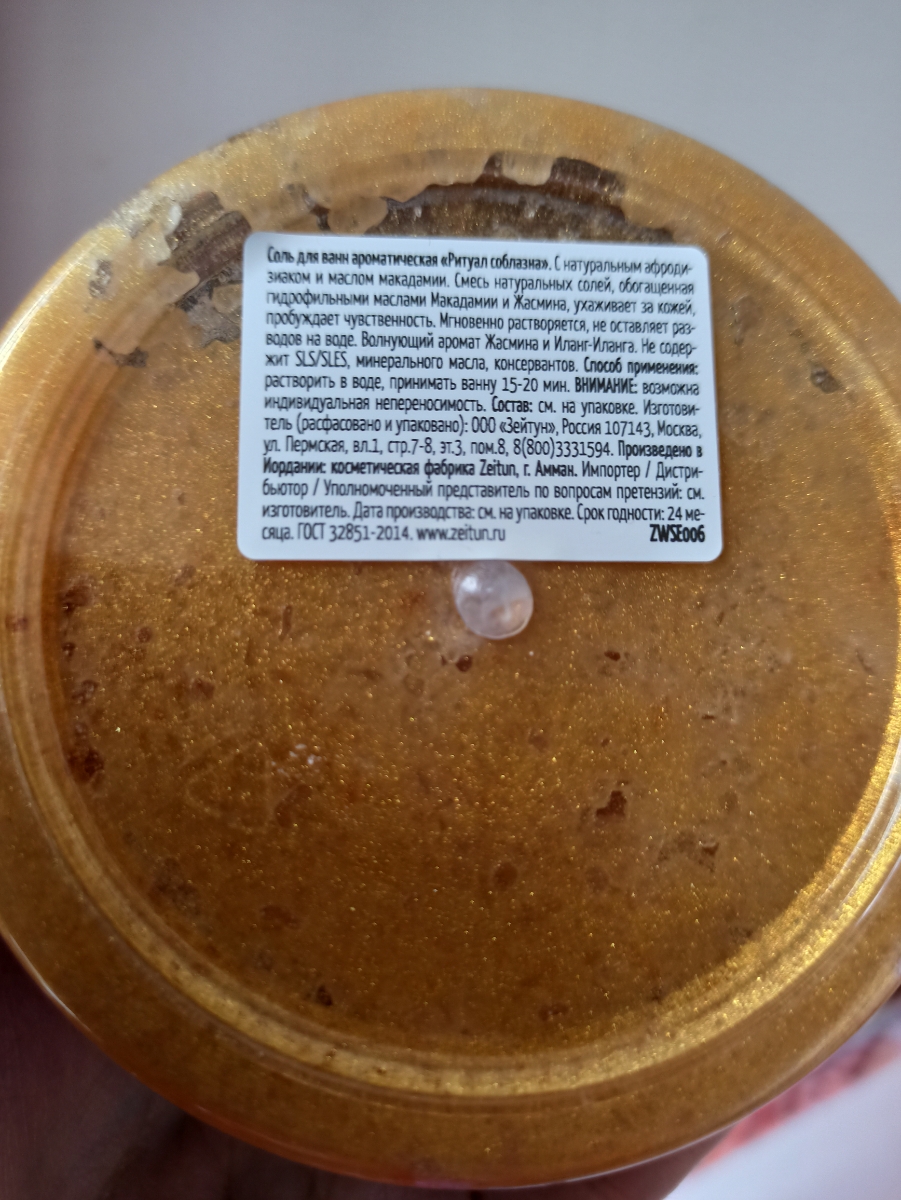 Соль для ванн ароматическая «Ритуал соблазна». С натуральным афроди-
зиаком и маслом макадамии. Смесь натуральных солей, обогащенная
гидрофильными маслами Макадамии и Жасмина, ухаживает за кожей,
пробуждает чувственность. Мгновенно растворяется, не оставляет раз-
водов на воде. Волнующий аромат Жасмина и Иланг-Иланга. Не содер-
жит SLS/SLES, минерального масла, консервантов. Способ применения:
растворить в воде, принимать ванну 15-20 мин. ВНИМАНИЕ: возможна
индивидуальная непереносимость. Состав: см. на упаковке. Изготови-
тель (расфасовано и упаковано): ООО «Зейтун», Россия 107143, Москва,
ул. Пермская, вл.1, стр.7-8, эт.3, пом.8, 8(800)3331594. Произведено в
Иордании: косметическая фабрика Zeitun, г. Амман. Импортер / Дистри-
бьютор / Уполномоченный представитель по вопросам претензий: см.
изготовитель. Дата производства: см. на упаковке. Срок годности: 24 ме-
сяца. ГОСТ 32851-2014. www.zeitun.ru ZWSE006